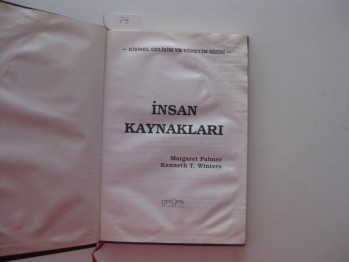 — KİŞİSEL GELİŞİM VE YÖNETİM DİZİSİ —
İNSAN
KAYNAKLARI
Margaret Palmer
Kenneth T. Winters